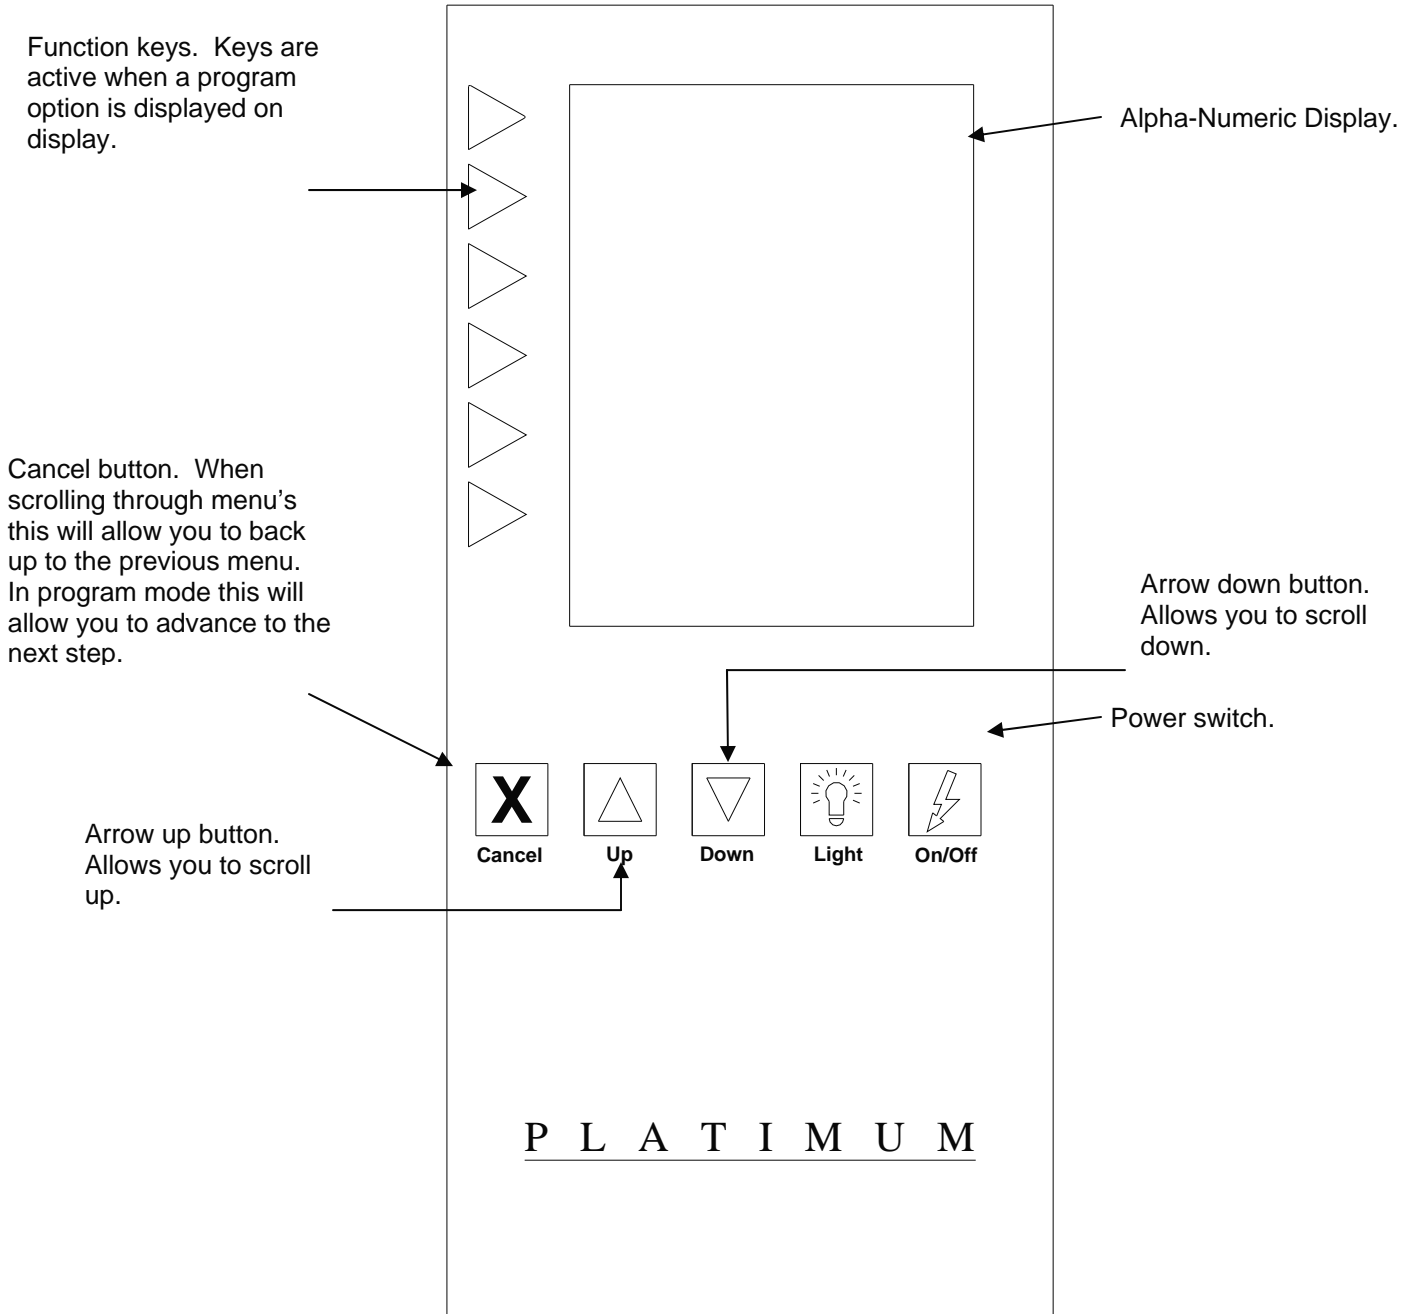 Function keys.  Keys are
active when a program
option is displayed on
display.
Alpha-Numeric Display.
Cancel button.  When
scrolling through menu’s
this will allow you to back
up to the previous menu.
In program mode this will
allow you to advance to the
next step.
Arrow down button.
Allows you to scroll
down.
Power switch.
X
Cancel
Up
Down
Light
On/Off
Arrow up button.
Allows you to scroll
up.
P L A T I M U M